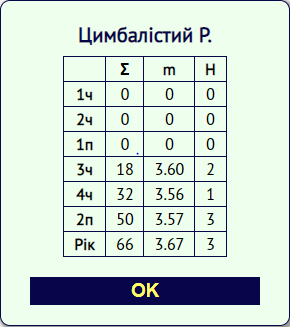 Цимбалістий Р.
Σ m Н
1ч 0 0 0
2ч 0 0 0
1п 0 0 0
3ч 18 3.60 2
4ч 32 3.56 1
2п 50 3.57 3
Рік 66 3.67 3
OK